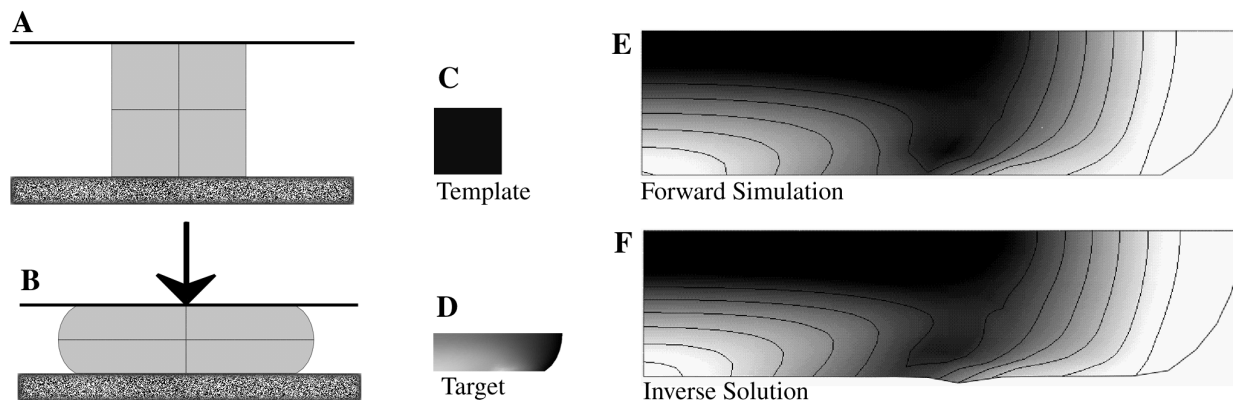 A
B
C
Template
D
Target
E
Forward Simulation
F
Inverse Solution